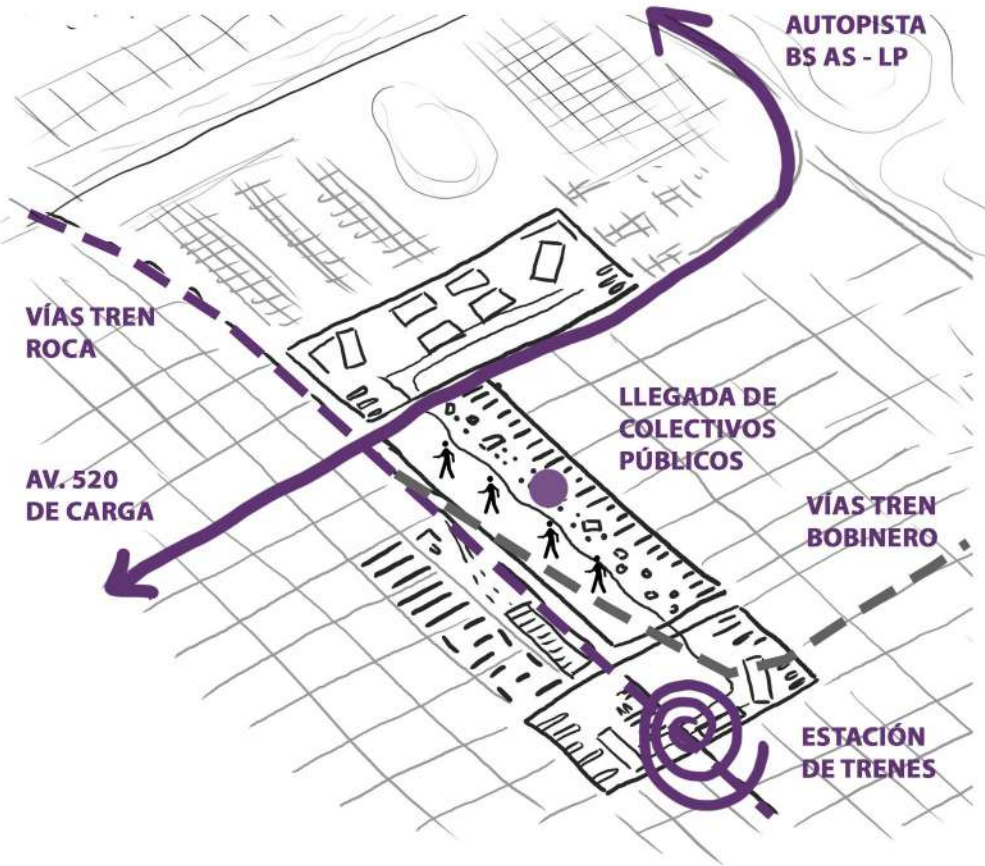 AUTOPISTA
BS AS - LP
VÍAS TREN
ROCA
LLEGADA DE
COLECTIVOS
PÚBLICOS
AV. 520
DE CARGA
VÍAS TREN
BOBINERO
ESTACIÓN
DE TRENES